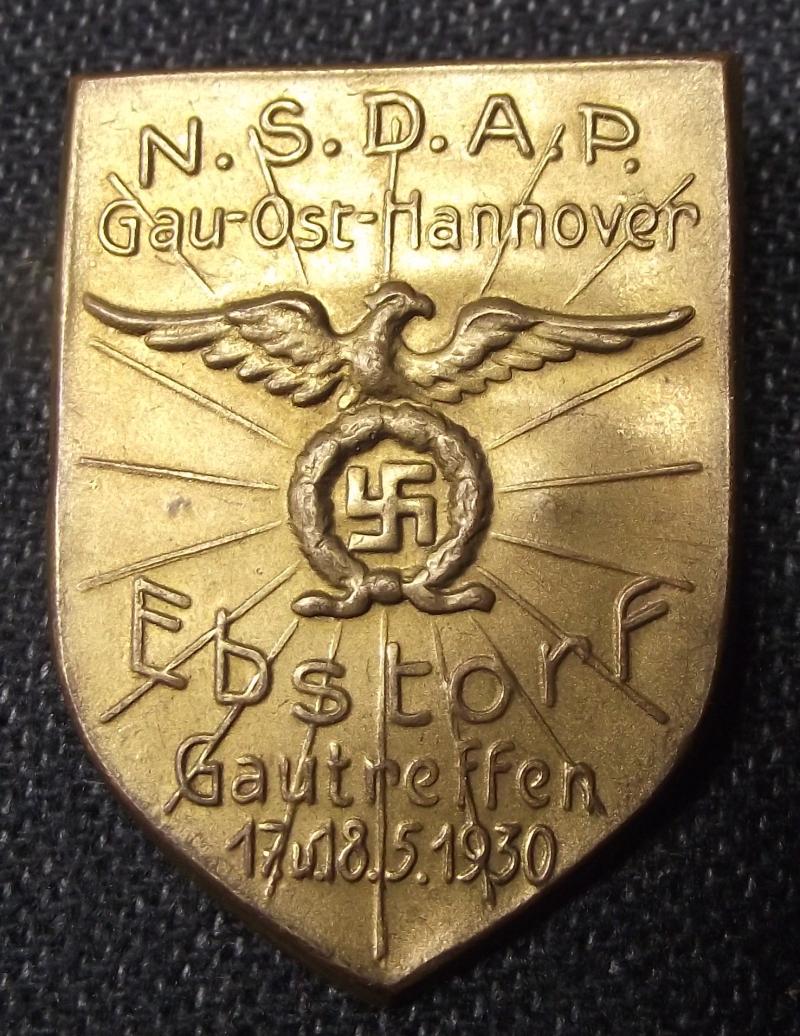 N.S.D.A.P.
Gau-Ost-Hannover
Ebstorf
Gautreffen
17.u.18.5.1930